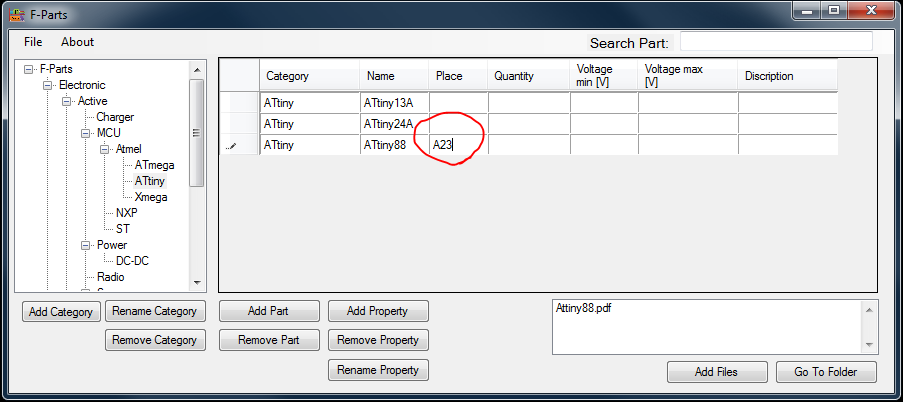 F-Parts
File About
Search Part:
F-Parts
Electronic
Active
Charger
MCU
Atmel
ATmega
ATtiny
Xmega
NXP
ST
Power
DC-DC
Radio
Category Name Place Quantity Voltage min [V] Voltage max [V] Discription
ATtiny ATtiny13A
ATtiny ATtiny24A
ATtiny ATtiny88 A23
Add Category Rename Category Add Part Add Property
Remove Category Remove Part Remove Property
Rename Property
Attiny88.pdf
Add Files Go To Folder